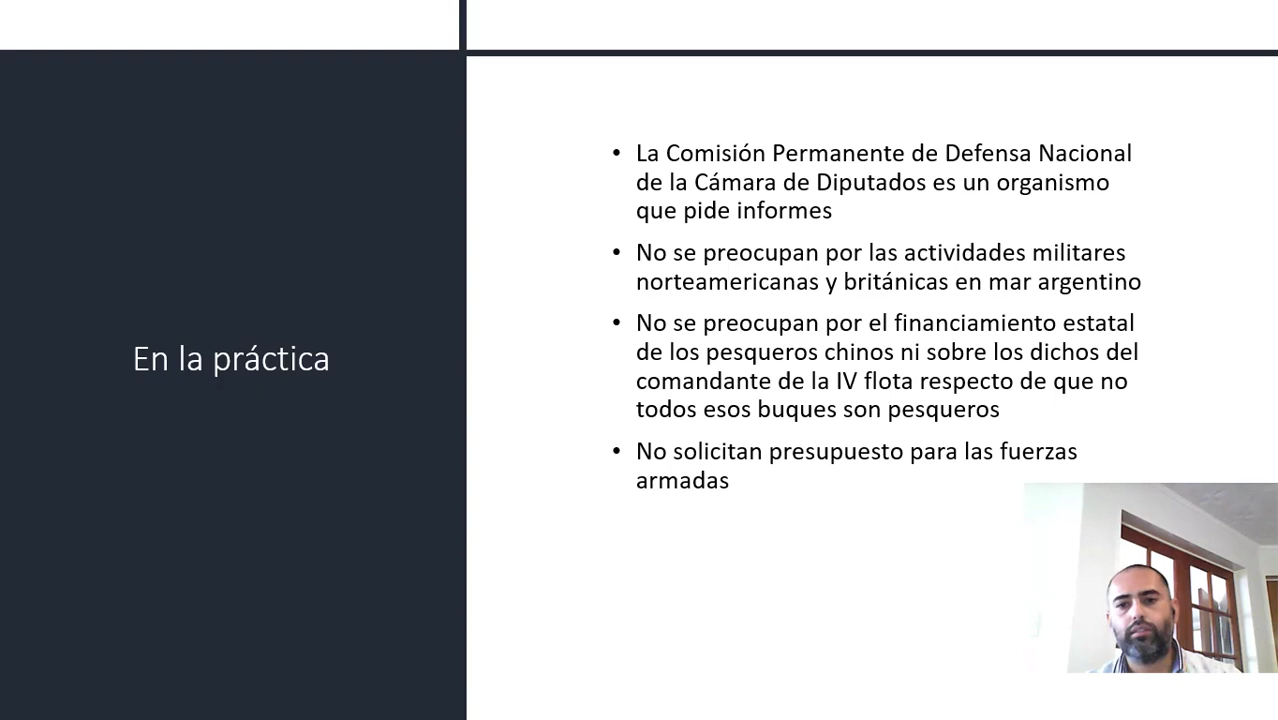 En la práctica
• La Comisión Permanente de Defensa Nacional
de la Cámara de Diputados es un organismo
que pide informes
• No se preocupan por las actividades militares
norteamericanas y británicas en mar argentino
• No se preocupan por el financiamiento estatal
de los pesqueros chinos ni sobre los dichos del
comandante de la IV flota respecto de que no
todos esos buques son pesqueros
• No solicitan presupuesto para las fuerzas
armadas